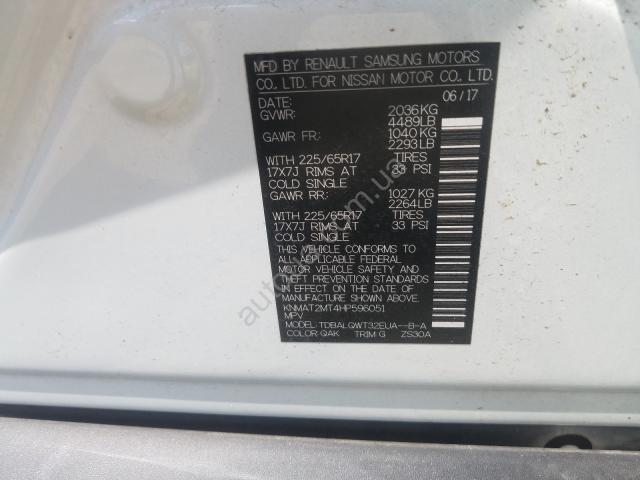 MFD BY RENAULT SAMSUNG MOTORS
CO., LTD. FOR NISSAN MOTOR CO., LTD.
DATE: 06/17
GVWR: 2036KG
4489LB
GAWR FR: 1040KG
2293LB
WITH 225/65R17 TIRES
17X7J RIMS AT 33 PSI
COLD SINGLE
GAWR RR: 1027KG
2264LB
WITH 225/65R17 TIRES
17X7J RIMS AT 33 PSI
COLD SINGLE
THIS VEHICLE CONFORMS TO
ALL APPLICABLE FEDERAL
MOTOR VEHICLE SAFETY AND
THEFT PREVENTION STANDARDS
IN EFFECT ON THE DATE OF
MANUFACTURE SHOWN ABOVE.
KNMAT2MT4HP596051
MPV
MODEL: TDBALQWT32EUA--B-A
COLOR: QAK TRIM G ZS30A